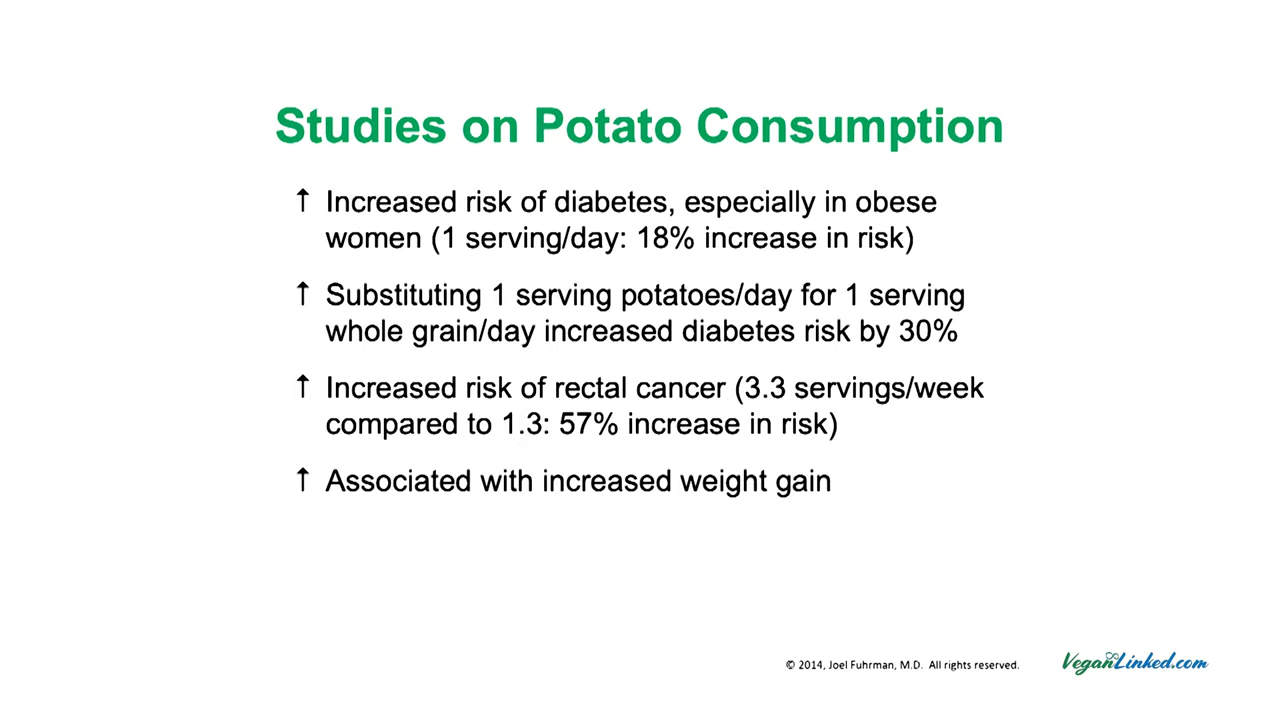 Studies on Potato Consumption
↑ Increased risk of diabetes, especially in obese
women (1 serving/day: 18% increase in risk)
↑ Substituting 1 serving potatoes/day for 1 serving
whole grain/day increased diabetes risk by 30%
↑ Increased risk of rectal cancer (3.3 servings/week
compared to 1.3: 57% increase in risk)
↑ Associated with increased weight gain
© 2014, Joel Fuhrman, M.D. All rights reserved.
VeganLinked.com